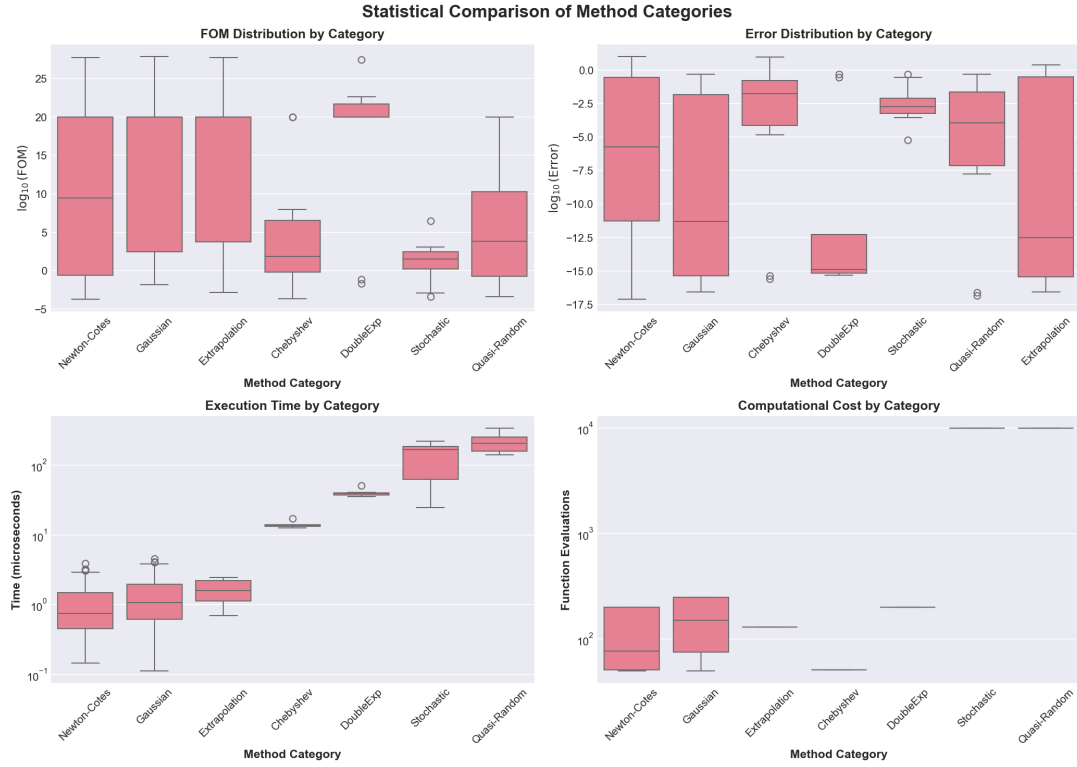 Statistical Comparison of Method Categories
FOM Distribution by Category
log10(FOM)
25
20
15
10
5
0
−5
Newton-Cotes
Gaussian
Extrapolation
Chebyshev
DoubleExp
Stochastic
Quasi-Random
Method Category
Error Distribution by Category
log10(Error)
0.0
−2.5
−5.0
−7.5
−10.0
−12.5
−15.0
−17.5
Newton-Cotes
Gaussian
Chebyshev
DoubleExp
Stochastic
Quasi-Random
Extrapolation
Method Category
Execution Time by Category
Time (microseconds)
10^2
10^1
10^0
10^−1
Newton-Cotes
Gaussian
Extrapolation
Chebyshev
DoubleExp
Stochastic
Quasi-Random
Method Category
Computational Cost by Category
Function Evaluations
10^4
10^3
10^2
Newton-Cotes
Gaussian
Extrapolation
Chebyshev
DoubleExp
Stochastic
Quasi-Random
Method Category